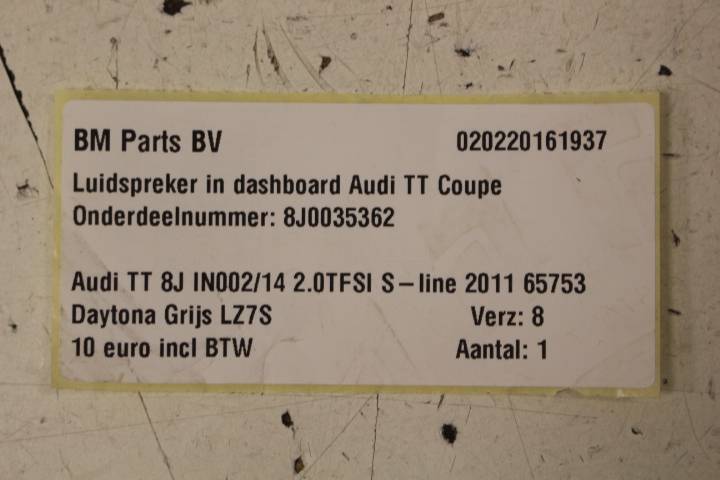 BM Parts BV 020220161937
Luidspreker in dashboard Audi TT Coupe
Onderdeelnummer: 8J0035362
Audi TT 8J IN002/14 2.0TFSI S-line 2011 65753
Daytona Grijs LZ7S Verz: 8
10 euro incl BTW Aantal: 1